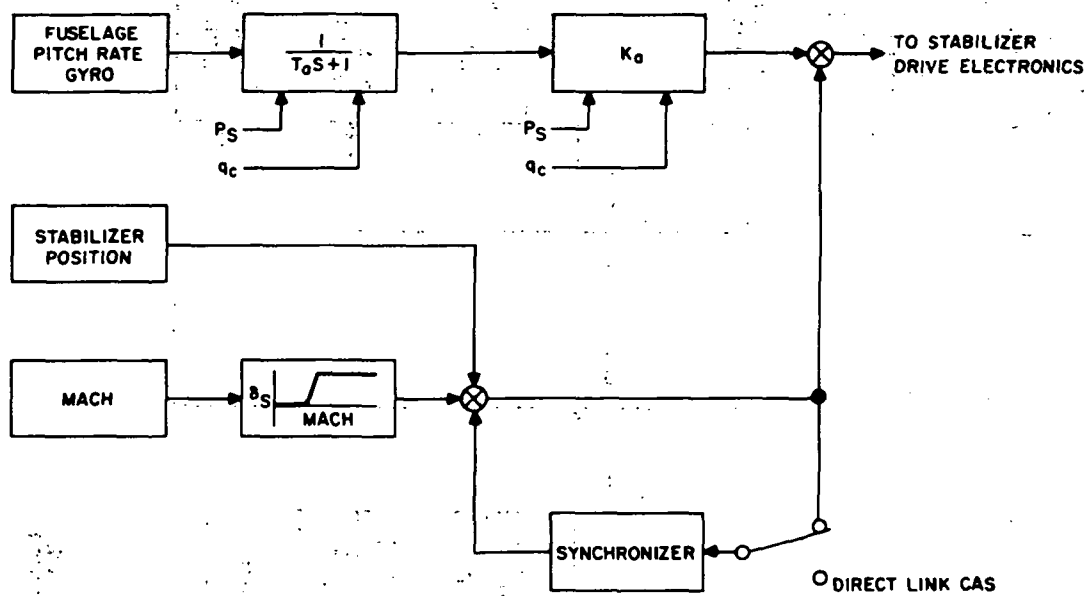 FUSELAGE
PITCH RATE
GYRO
1
TaS+1
Ka
TO STABILIZER
DRIVE ELECTRONICS
PS
qc
PS
qc
STABILIZER
POSITION
MACH
δS
MACH
SYNCHRONIZER
DIRECT LINK CAS